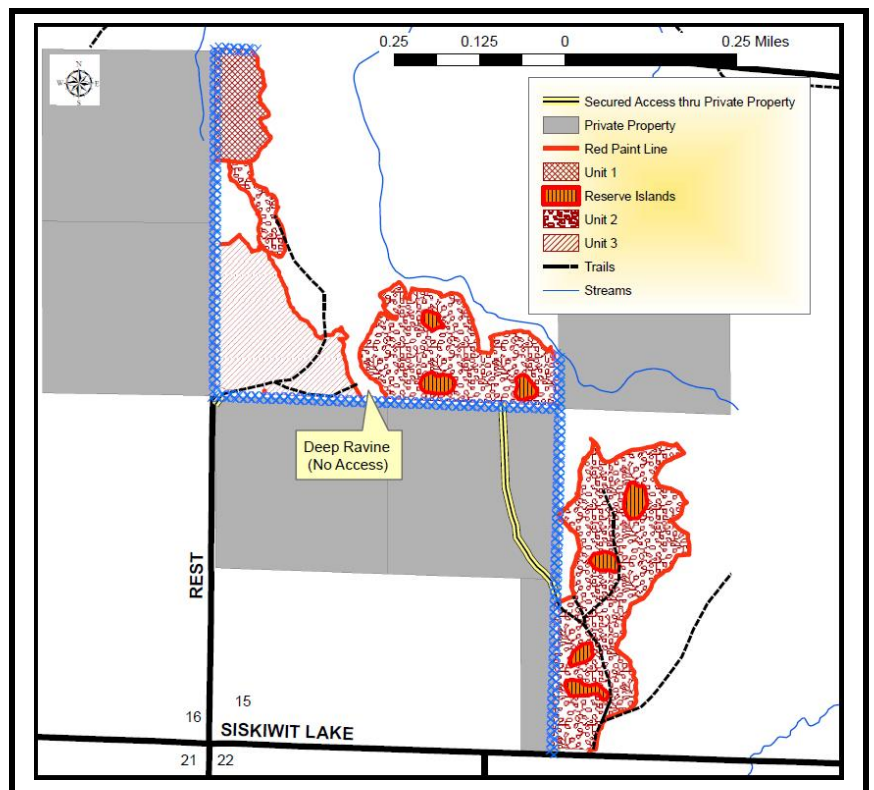 0.25 0.125 0 0.25 Miles
N
W E
S
Secured Access thru Private Property
Private Property
Red Paint Line
Unit 1
Reserve Islands
Unit 2
Unit 3
Trails
Streams
Deep Ravine
(No Access)
REST
16 15
SISKIWIT LAKE
21 22